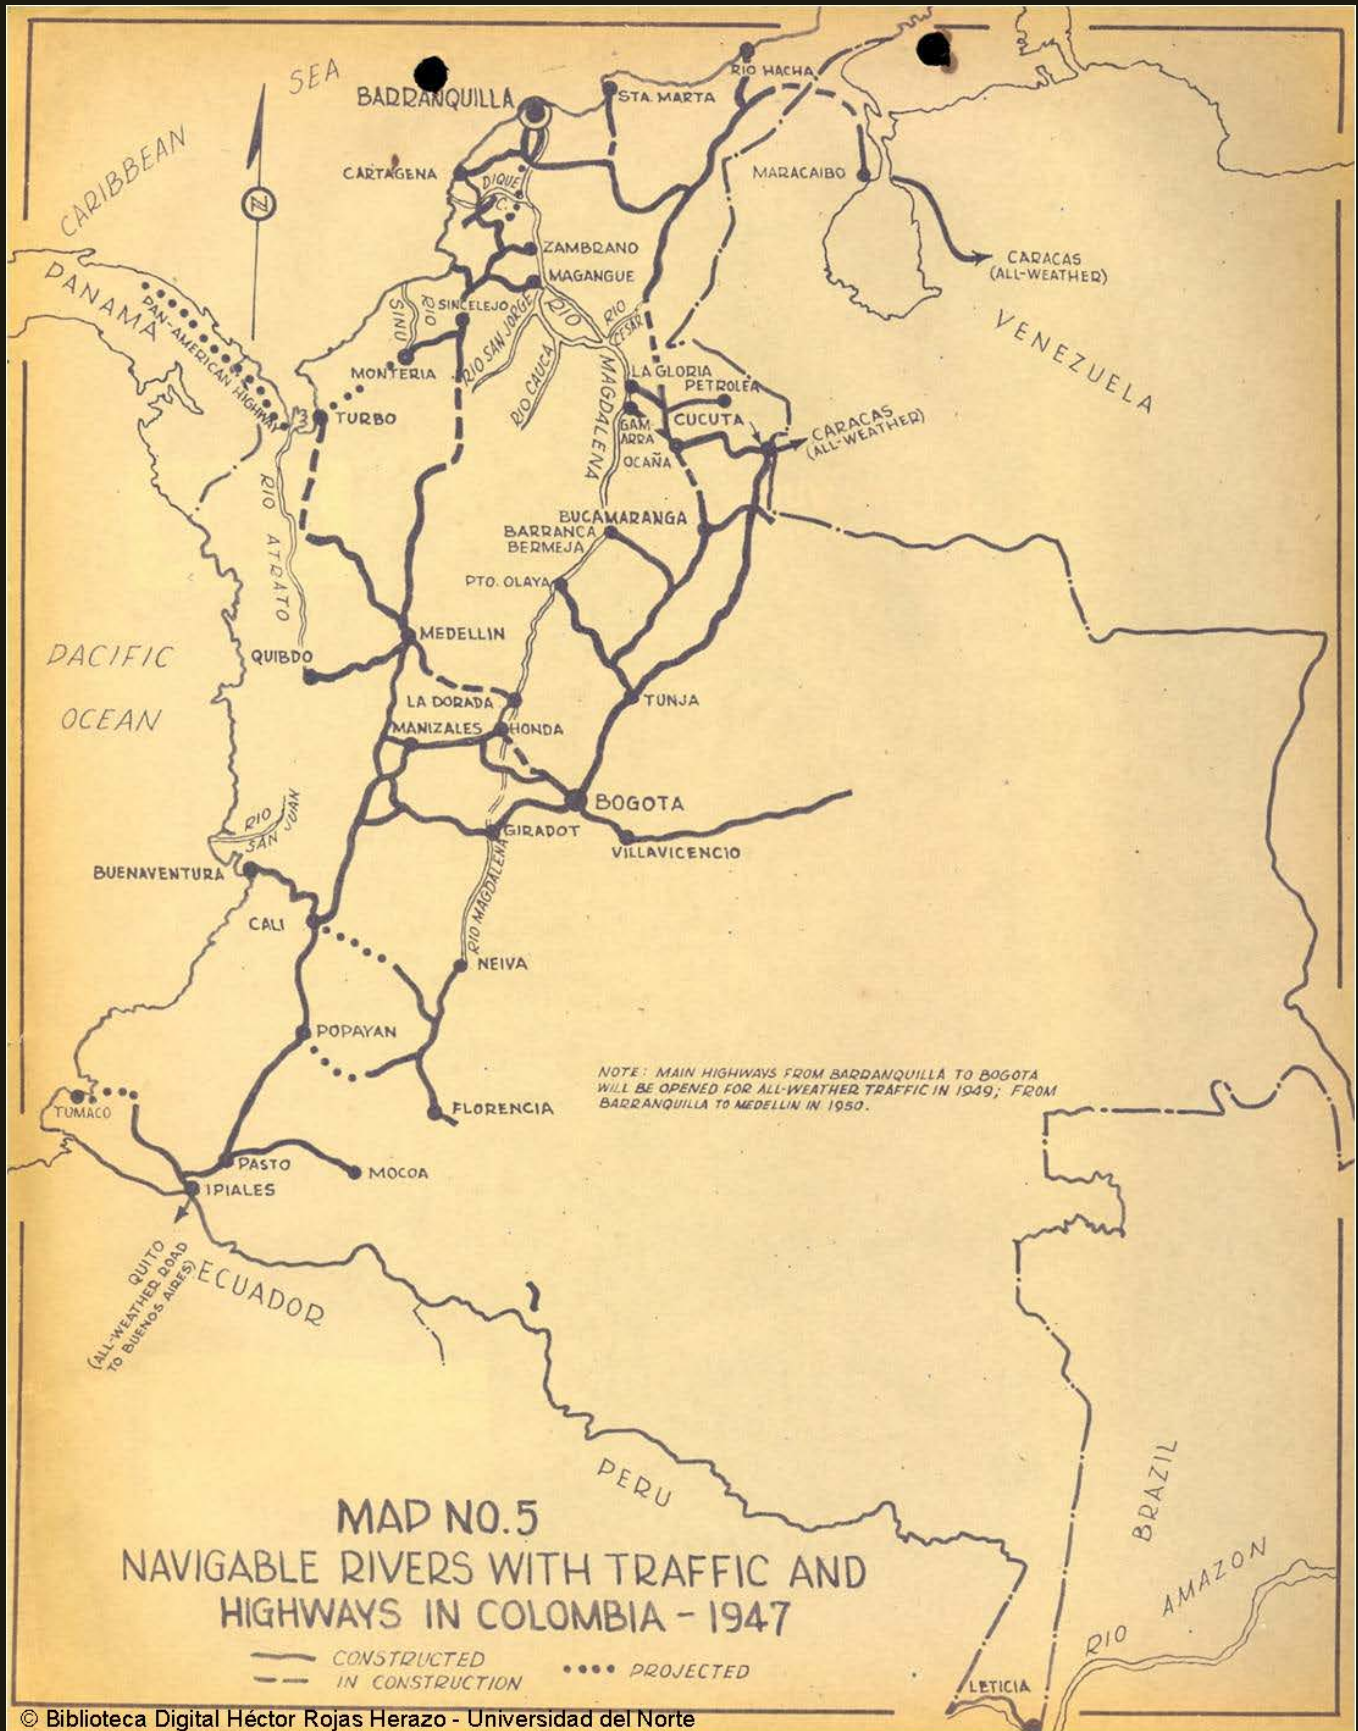 SEA
CARIBBEAN
BARRANQUILLA
RIO HACHA
STA. MARTA
CARTAGENA
DIQUE
C.
MARACAIBO
N
ZAMBRANO
MAGANGUE
CARACAS
(ALL-WEATHER)
PANAMA
PAN-AMERICAN HIGHWAY
SINU
RIO
SINCELEJO
RIO SAN JORGE
RIO
RIO
CESAR
VENEZUELA
MONTERIA
RIO CAUCA
MAGDALENA
LA GLORIA
PETROLEA
TURBO
GAM
ARRA
CUCUTA
CARACAS
(ALL-WEATHER)
OCAÑA
RIO ATRATO
BUCAMARANGA
BARRANCA
BERMEJA
PTO. OLAYA
MEDELLIN
PACIFIC
OCEAN
QUIBDO
LA DORADA
TUNJA
MANIZALES
HONDA
BOGOTA
RIO
SAN JUAN
GIRADOT
VILLAVICENCIO
BUENAVENTURA
RIO MAGDALENA
CALI
NEIVA
POPAYAN
NOTE: MAIN HIGHWAYS FROM BARRANQUILLA TO BOGOTA
WILL BE OPENED FOR ALL-WEATHER TRAFFIC IN 1949; FROM
BARRANQUILLA TO MEDELLIN IN 1950.
TUMACO
FLORENCIA
PASTO
MOCOA
IPIALES
QUITO
(ALL-WEATHER ROAD
TO BUENOS AIRES)
ECUADOR
PERU
BRAZIL
RIO AMAZON
LETICIA
MAP NO. 5
NAVIGABLE RIVERS WITH TRAFFIC AND
HIGHWAYS IN COLOMBIA - 1947
CONSTRUCTED
IN CONSTRUCTION
PROJECTED
© Biblioteca Digital Héctor Rojas Herazo - Universidad del Norte